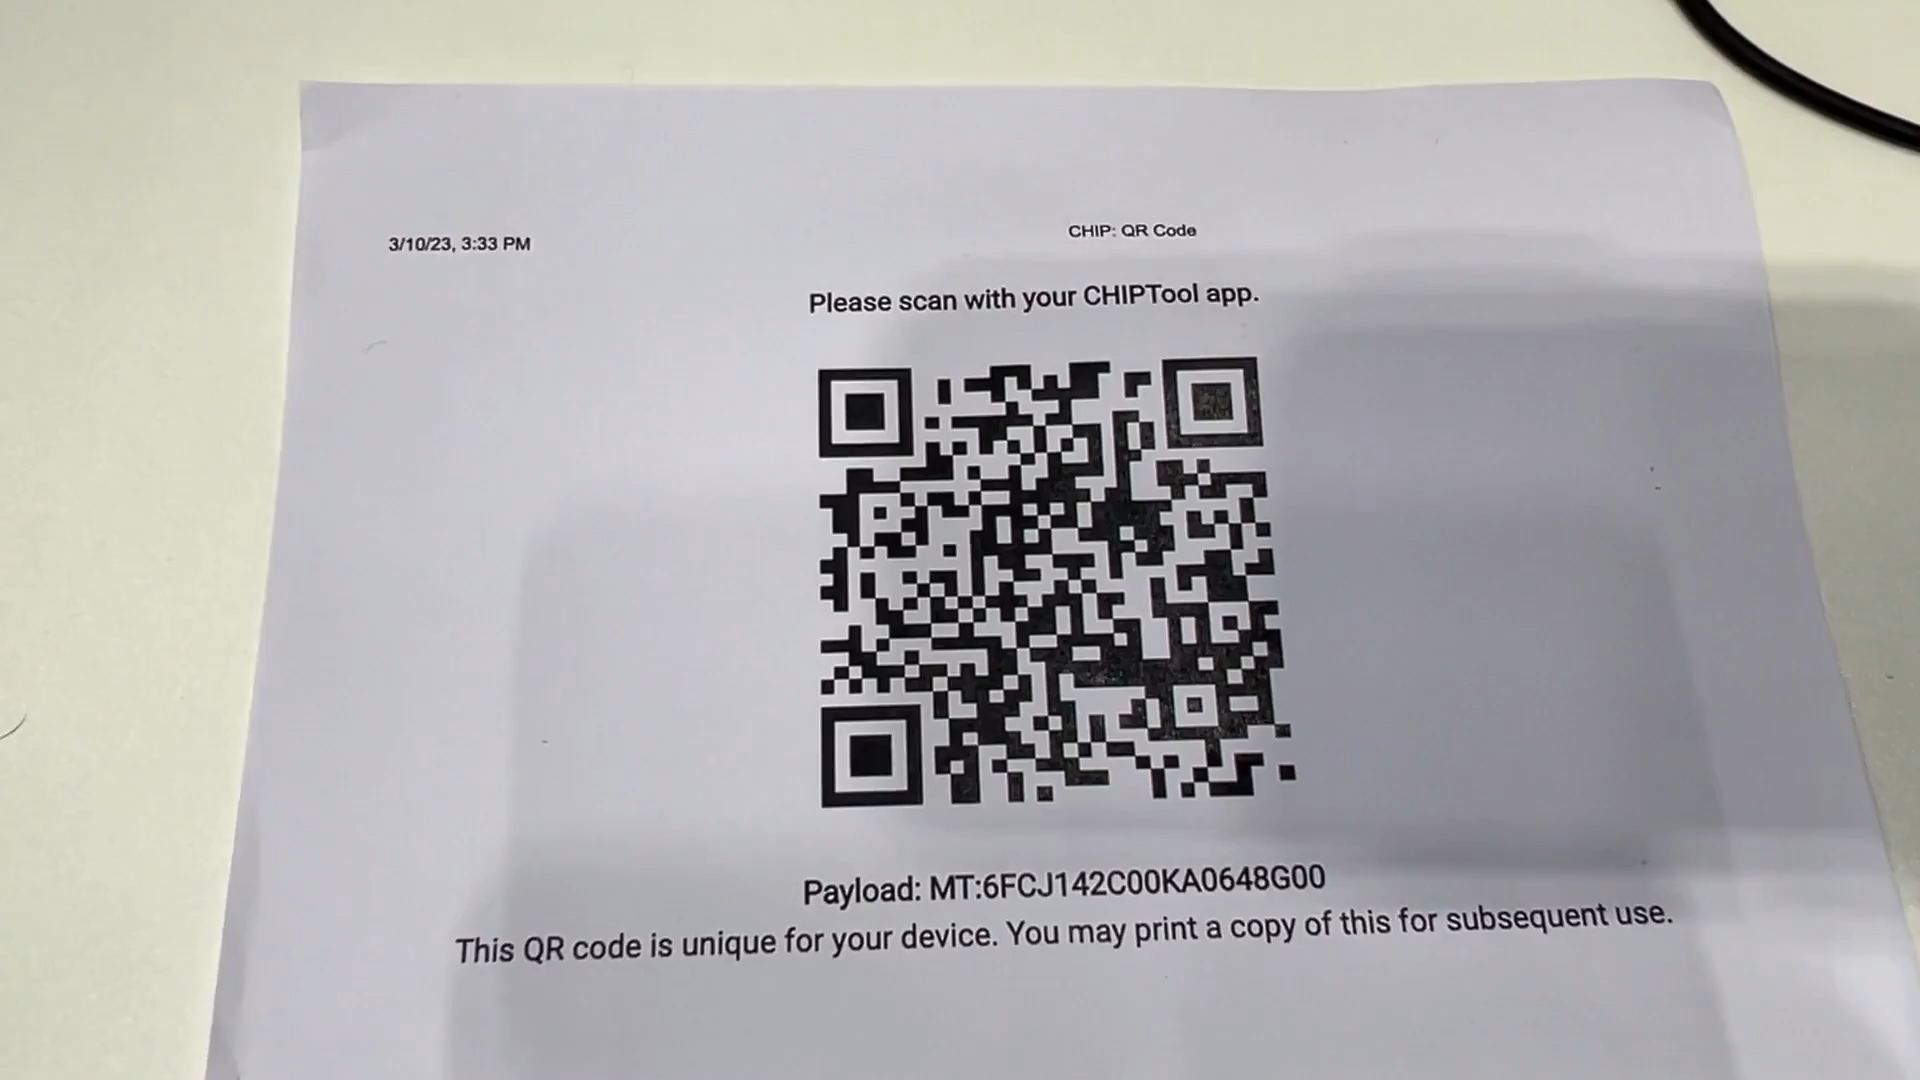 3/10/23, 3:33 PM
CHIP: QR Code
Please scan with your CHIPTool app.
Payload: MT:6FCJ142C00KA0648G00
This QR code is unique for your device. You may print a copy of this for subsequent use.